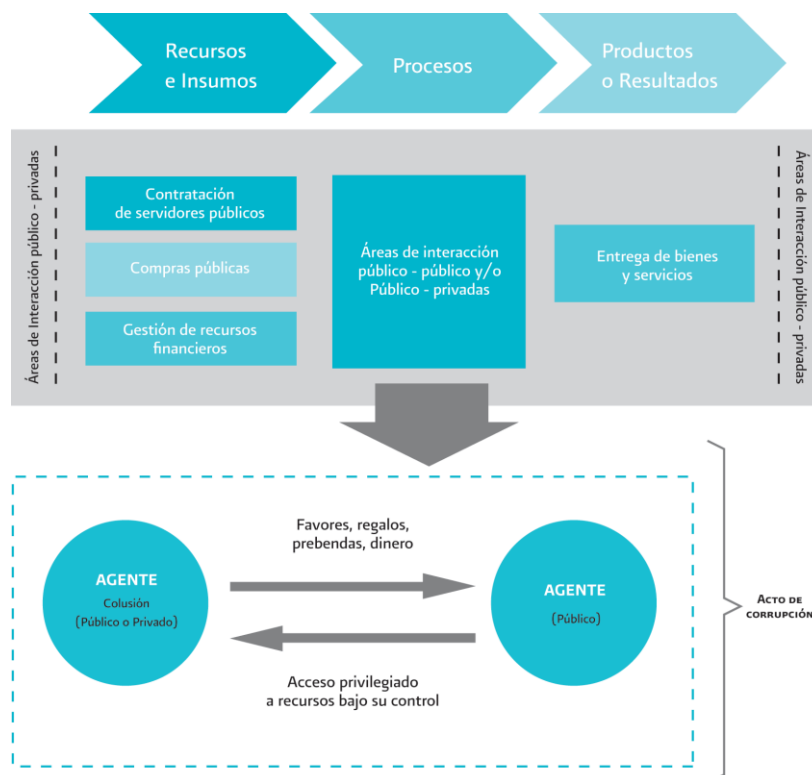 Recursos
e Insumos
Procesos
Productos
o Resultados
Áreas de Interacción público - privadas
Contratación
de servidores públicos
Compras públicas
Gestión de recursos
financieros
Áreas de interacción
público - público y/o
Público - privadas
Entrega de bienes
y servicios
Áreas de Interacción público -
privadas
Favores, regalos,
prebendas, dinero
AGENTE
Colusión
(Público o Privado)
AGENTE
(Público)
Acceso privilegiado
a recursos bajo su control
ACTO DE
CORRUPCIÓN